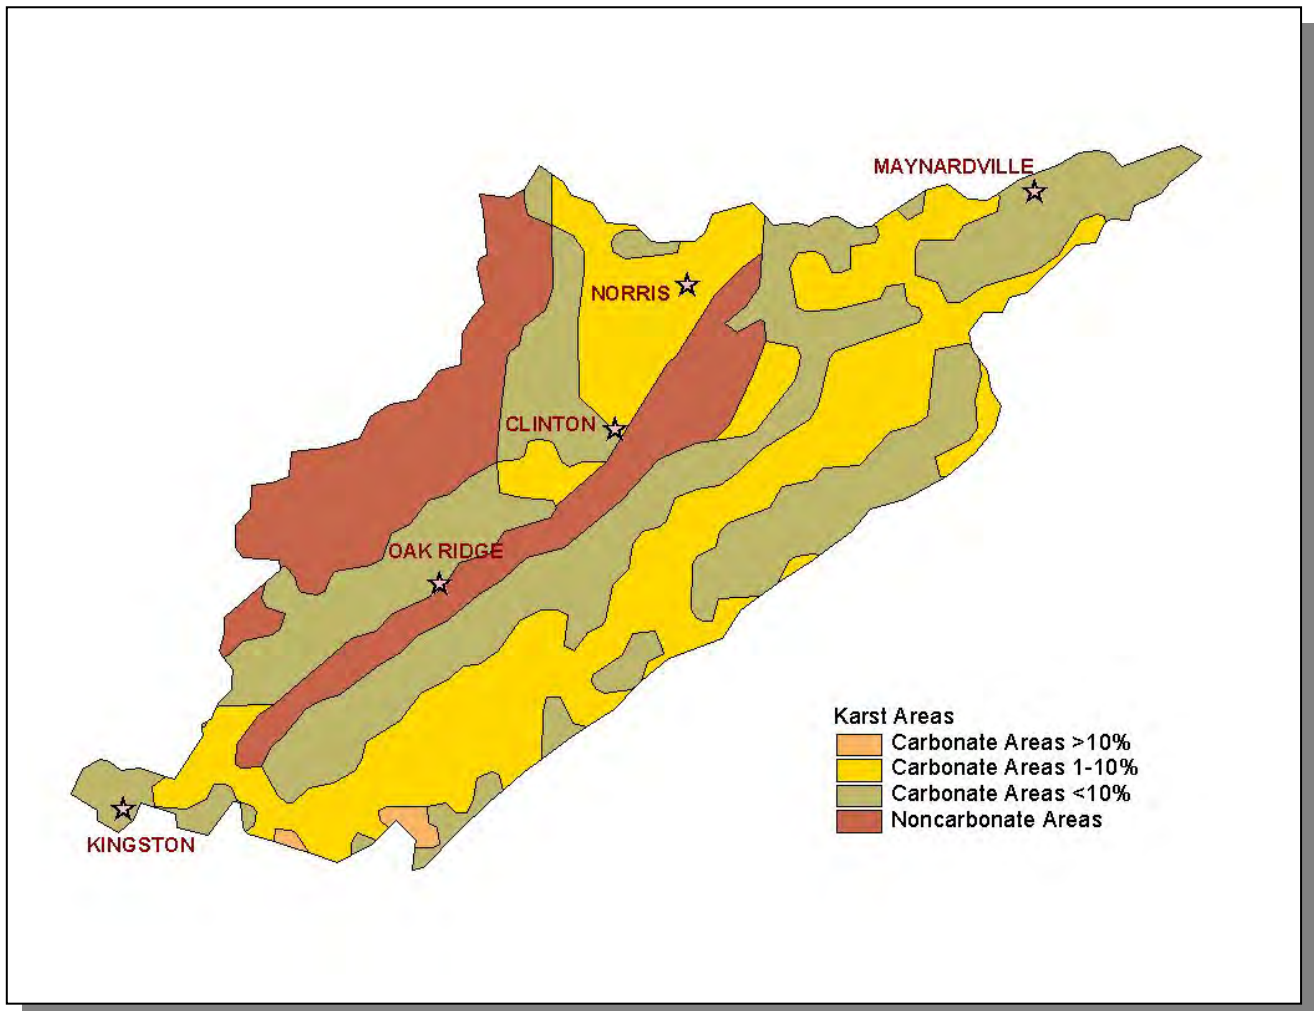 MAYNARDVILLE
NORRIS
CLINTON
OAK RIDGE
KINGSTON
Karst Areas
Carbonate Areas >10%
Carbonate Areas 1-10%
Carbonate Areas <10%
Noncarbonate Areas